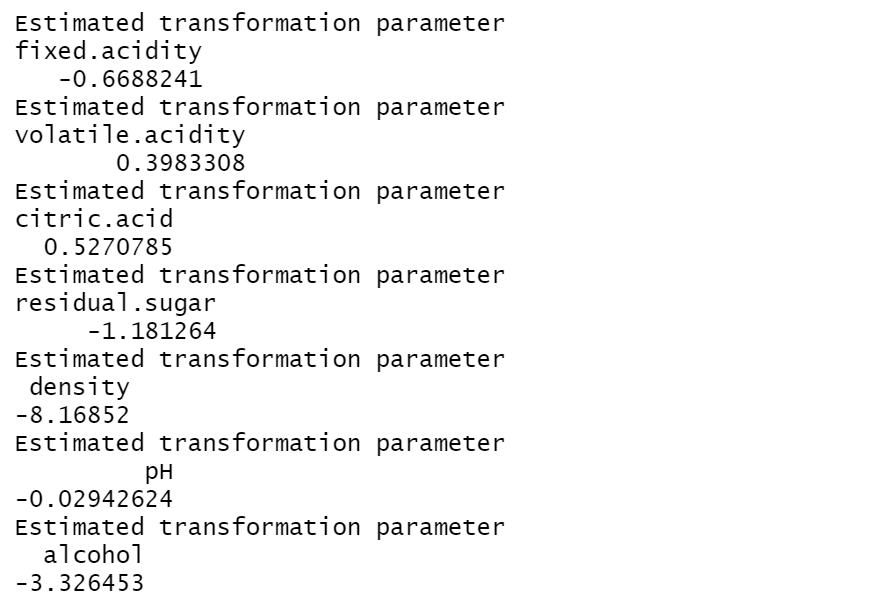 Estimated transformation parameter
fixed.acidity
-0.6688241
Estimated transformation parameter
volatile.acidity
0.3983308
Estimated transformation parameter
citric.acid
0.5270785
Estimated transformation parameter
residual.sugar
-1.181264
Estimated transformation parameter
density
-8.16852
Estimated transformation parameter
pH
-0.02942624
Estimated transformation parameter
alcohol
-3.326453